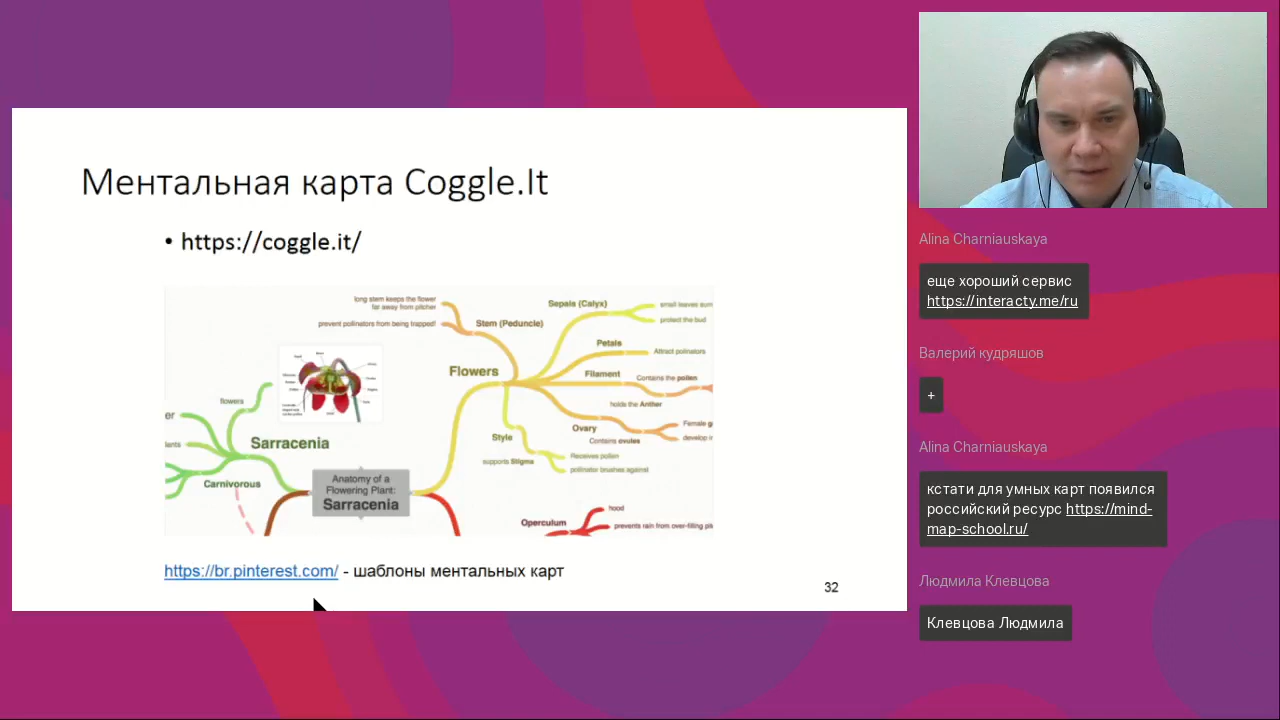 Ментальная карта Coggle.It
• https://coggle.it/
long stem keeps the flower
far away from pitcher
prevent pollinators from being trapped!
Stem (Peduncle)
Sepals (Calyx)
small leaves surr
protect the bud
Petals
Attract pollinators
Flowers
Filament
Contains the pollen
holds the Anther
Ovary
Female g
Contains ovules
develop in
Style
supports Stigma
Receives pollen
pollinator brushes against
flowers
er
Sarracenia
Carnivorous
Anatomy of a
Flowering Plant:
Sarracenia
Operculum
hood
prevents rain from over-filling pit
https://br.pinterest.com/ - шаблоны ментальных карт
32
Alina Charniauskaya
еще хороший сервис
https://interacty.me/ru
Валерий кудряшов
+
Alina Charniauskaya
кстати для умных карт появился
российский ресурс https://mind-
map-school.ru/
Людмила Клевцова
Клевцова Людмила